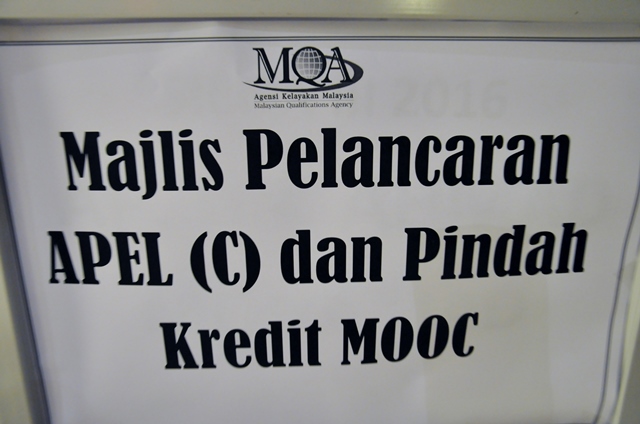 MQA
Agensi Kelayakan Malaysia
Malaysian Qualifications Agency
Majlis Pelancaran
APEL (C) dan Pindah
Kredit MOOC